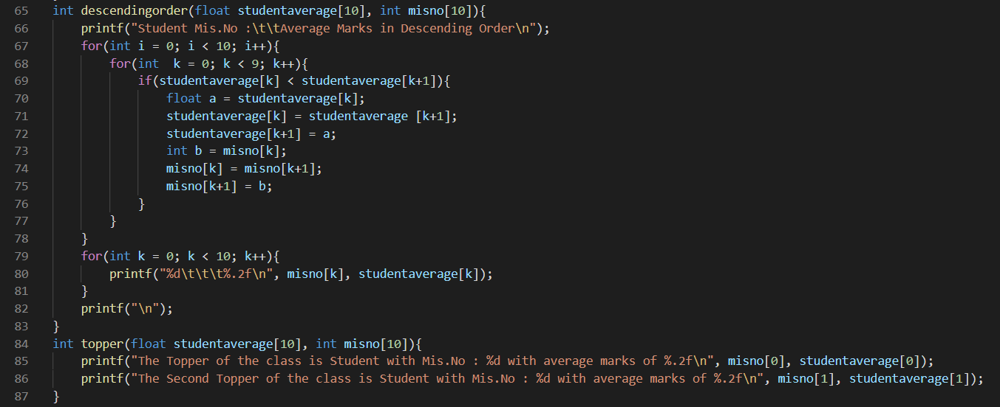 65 int descendingorder(float studentaverage[10], int misno[10]){
66     printf("Student Mis.No :\t\tAverage Marks in Descending Order\n");
67     for(int i = 0; i < 10; i++){
68         for(int  k = 0; k < 9; k++){
69             if(studentaverage[k] < studentaverage[k+1]){
70                 float a = studentaverage[k];
71                 studentaverage[k] = studentaverage [k+1];
72                 studentaverage[k+1] = a;
73                 int b = misno[k];
74                 misno[k] = misno[k+1];
75                 misno[k+1] = b;
76             }
77         }
78     }
79     for(int k = 0; k < 10; k++){
80         printf("%d\t\t\t%.2f\n", misno[k], studentaverage[k]);
81     }
82     printf("\n");
83 }
84 int topper(float studentaverage[10], int misno[10]){
85     printf("The Topper of the class is Student with Mis.No : %d with average marks of %.2f\n", misno[0], studentaverage[0]);
86     printf("The Second Topper of the class is Student with Mis.No : %d with average marks of %.2f\n", misno[1], studentaverage[1]);
87 }